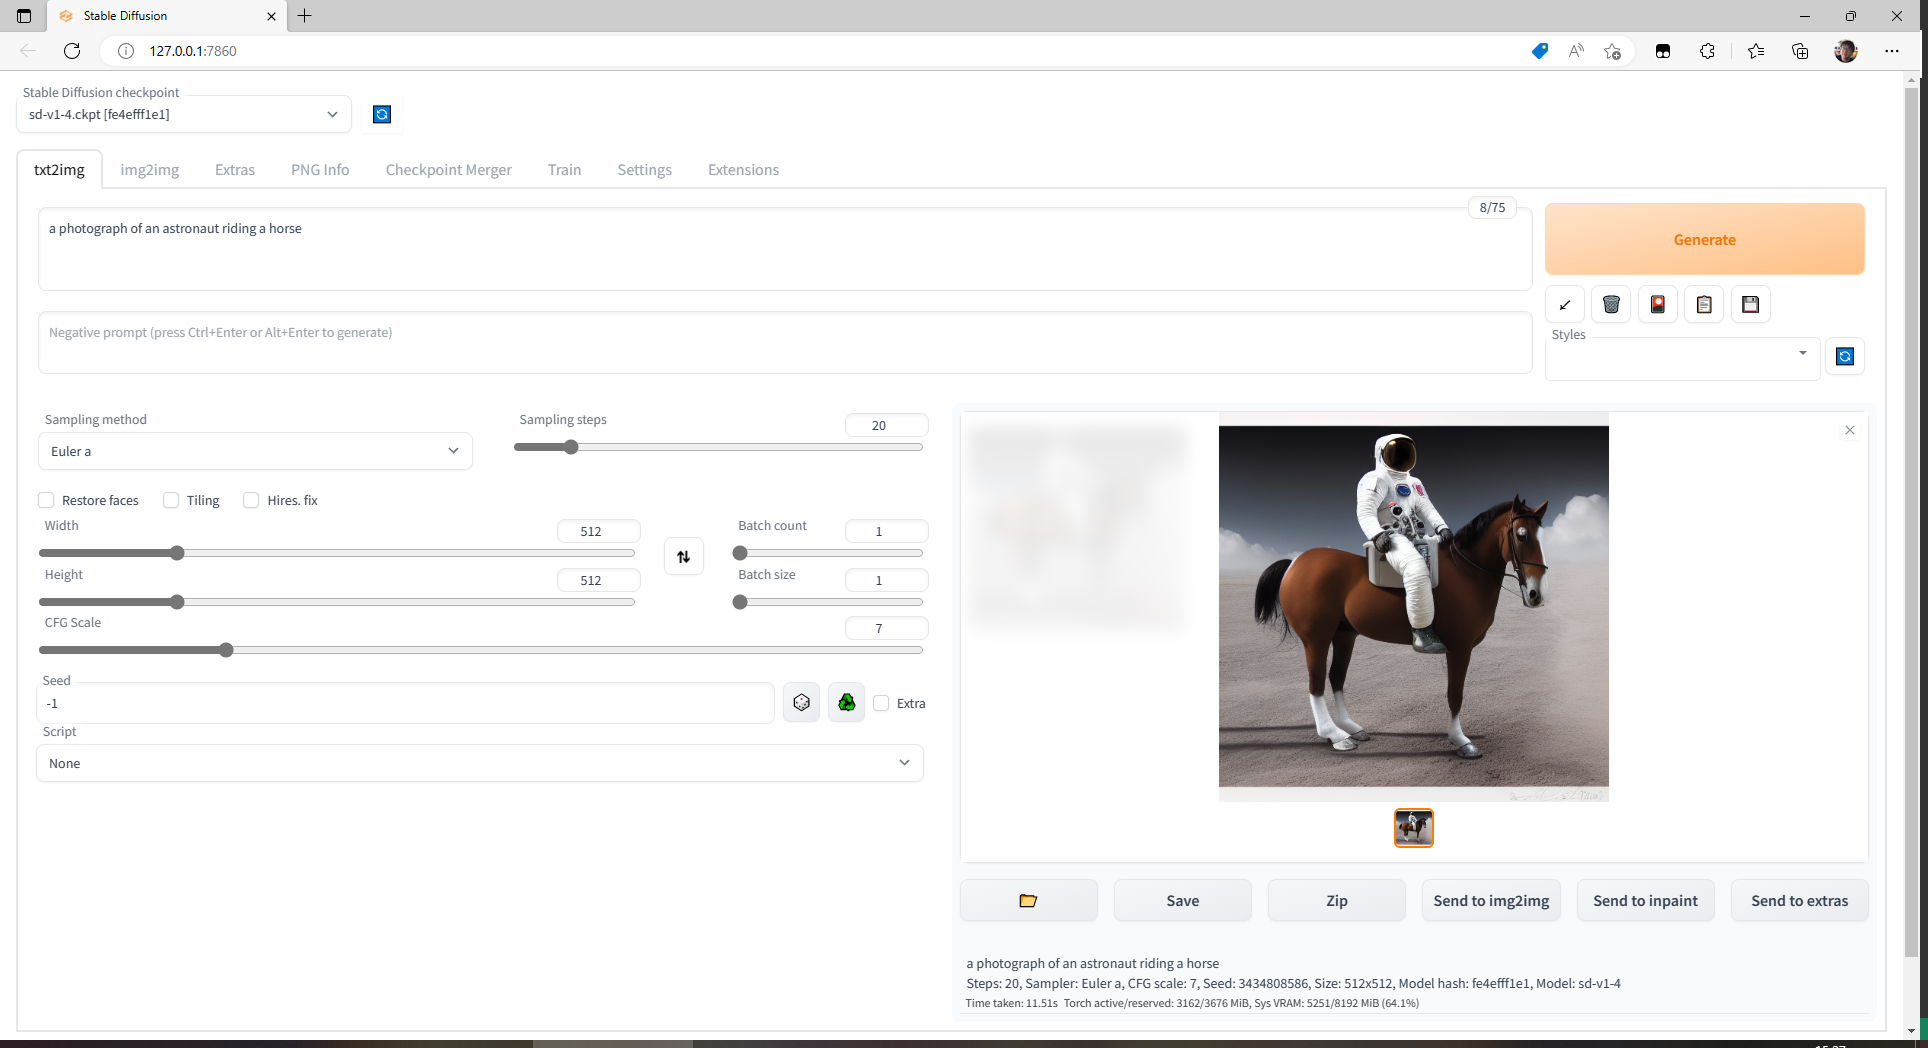 Stable Diffusion
127.0.0.1:7860
Stable Diffusion checkpoint
sd-v1-4.ckpt [fe4efff1e1]
txt2img img2img Extras PNG Info Checkpoint Merger Train Settings Extensions
8/75
a photograph of an astronaut riding a horse
Generate
Negative prompt (press Ctrl+Enter or Alt+Enter to generate)
Styles
Sampling method
Euler a
Sampling steps
20
Restore faces Tiling Hires. fix
Width
512
Batch count
1
Height
512
Batch size
1
CFG Scale
7
Seed
-1
Extra
Script
None
Save Zip Send to img2img Send to inpaint Send to extras
a photograph of an astronaut riding a horse
Steps: 20, Sampler: Euler a, CFG scale: 7, Seed: 3434808586, Size: 512x512, Model hash: fe4efff1e1, Model: sd-v1-4
Time taken: 11.51s Torch active/reserved: 3162/3676 MiB, Sys VRAM: 5251/8192 MiB (64.1%)